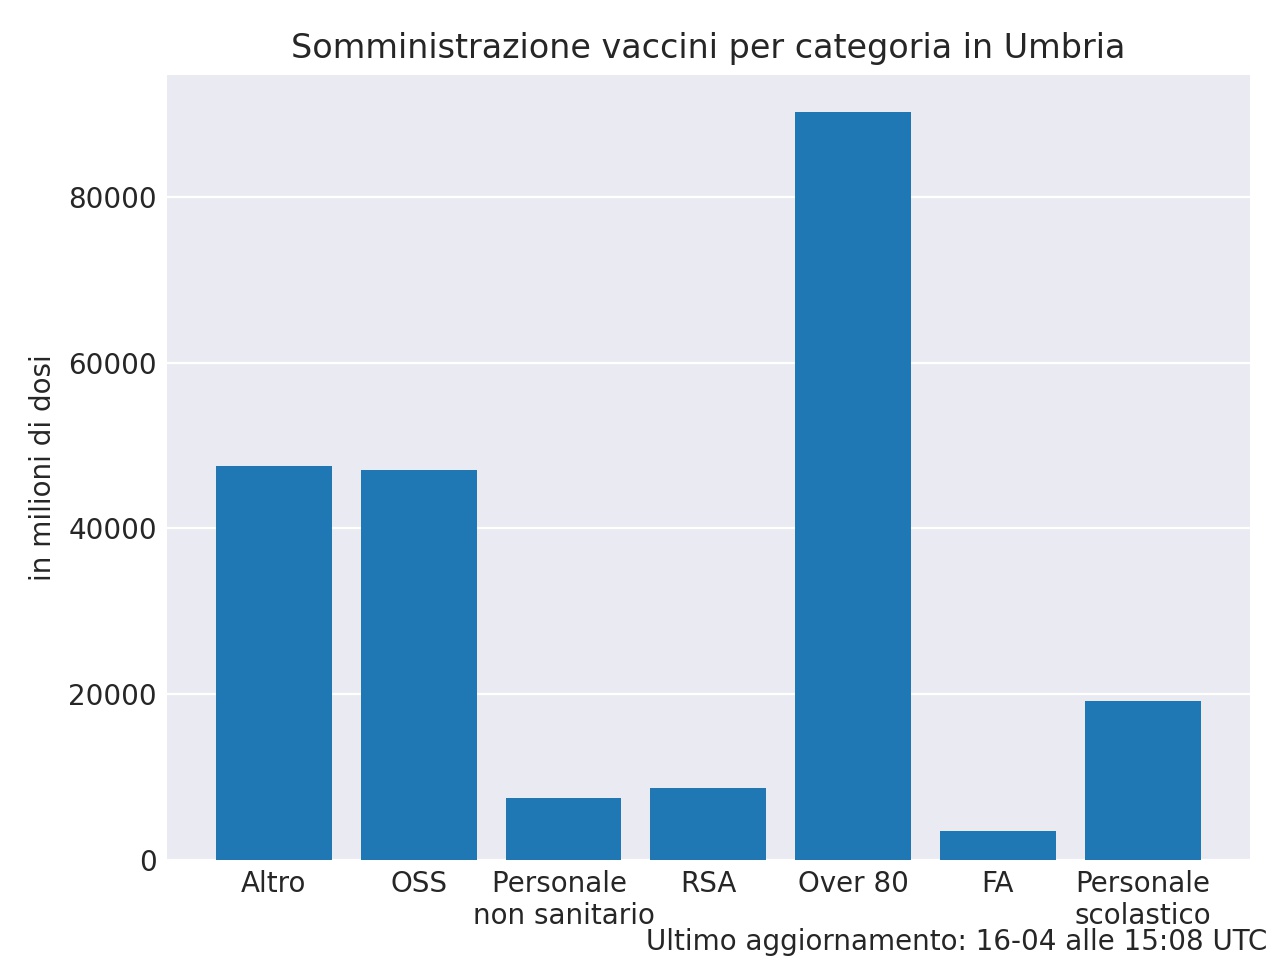 Somministrazione vaccini per categoria in Umbria
in milioni di dosi
80000
60000
40000
20000
0
Altro
OSS
Personale
non sanitario
RSA
Over 80
FA
Personale
scolastico
Ultimo aggiornamento: 16-04 alle 15:08 UTC